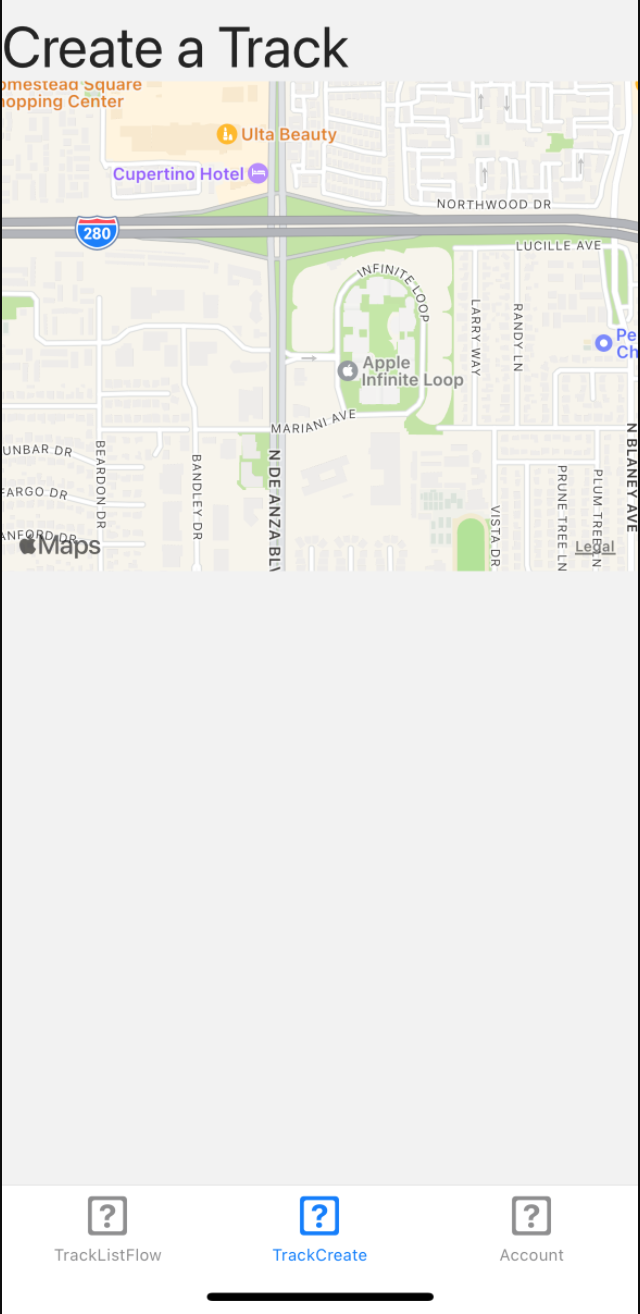 Create a Track
omestead Square
hopping Center
Ulta Beauty
Cupertino Hotel
NORTHWOOD DR
280
LUCILLE AVE
INFINITE LOOP
LARRY WAY
RANDY LN
Pe
Ch
Apple
Infinite Loop
MARIANI AVE
N BLANEY AVE
UNBAR DR
BEARDON DR
BANDLEY DR
N DE ANZA BLV
FARGO DR
PRUNE TREE LN
PLUM TREE LN
VISTA DR
ANFORD DR
Maps
Legal
?
?
?
TrackListFlow
TrackCreate
Account